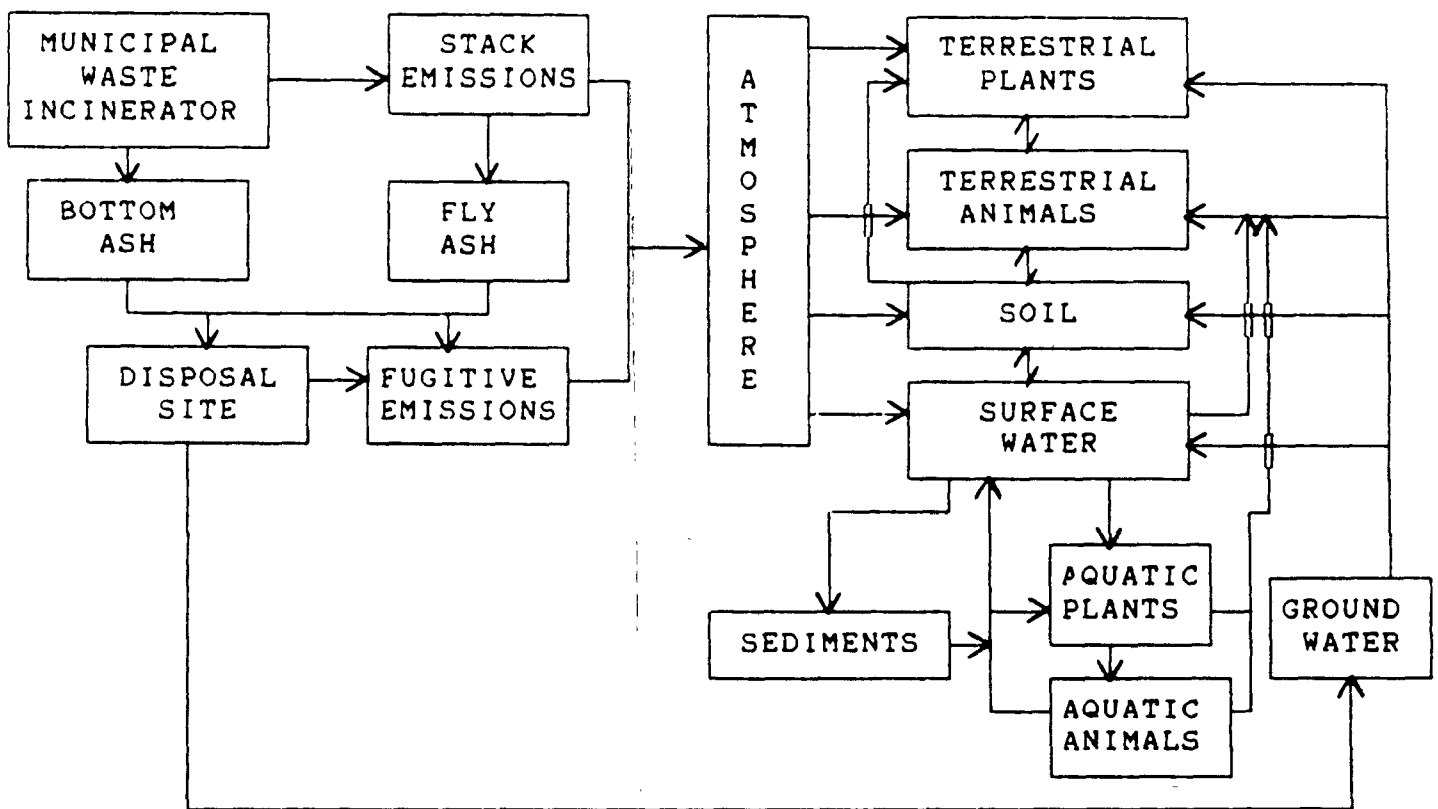 MUNICIPAL
WASTE
INCINERATOR
STACK
EMISSIONS
BOTTOM
ASH
FLY
ASH
DISPOSAL
SITE
FUGITIVE
EMISSIONS
ATMOSPHERE
TERRESTRIAL
PLANTS
TERRESTRIAL
ANIMALS
SOIL
SURFACE
WATER
SEDIMENTS
AQUATIC
PLANTS
AQUATIC
ANIMALS
GROUND
WATER